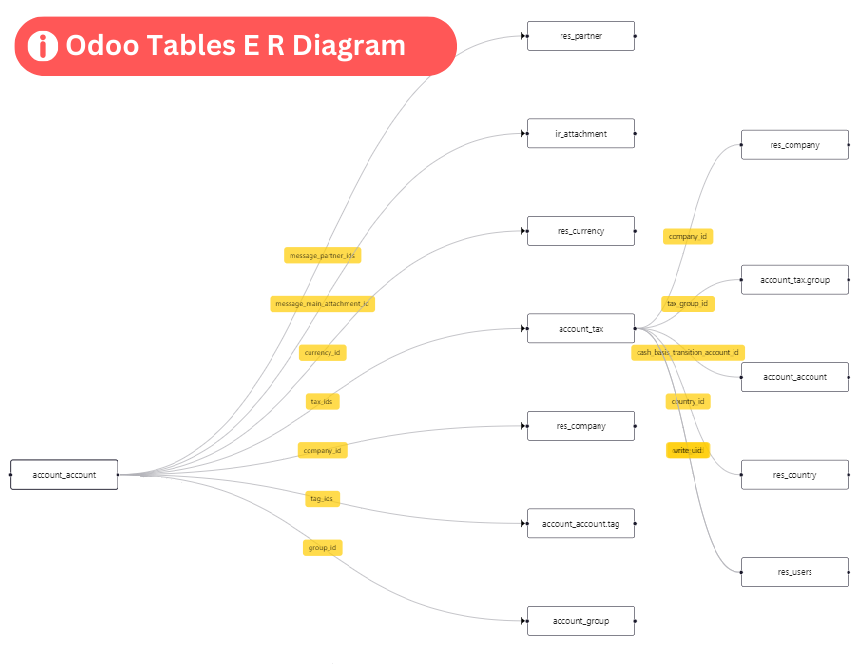 Odoo Tables E R Diagram
res_partner
ir_attachment
res_company
res_currency
company_id
message_partner_ids
account_tax.group
message_main_attachment_id
tax_group_id
account_tax
currency_id
cash_basis_transition_account_id
account_account
tax_ids
country_id
res_company
company_id
write_uid
account_account
res_country
tag_ids
account_account.tag
group_id
res_users
account_group